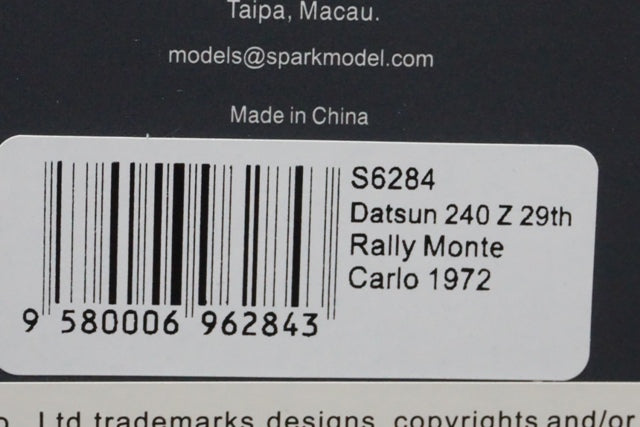 Taipa, Macau.
models@sparkmodel.com
Made in China
S6284
Datsun 240 Z 29th
Rally Monte
Carlo 1972
9 580006 962843
Ltd trademarks designs, copyrights and/or